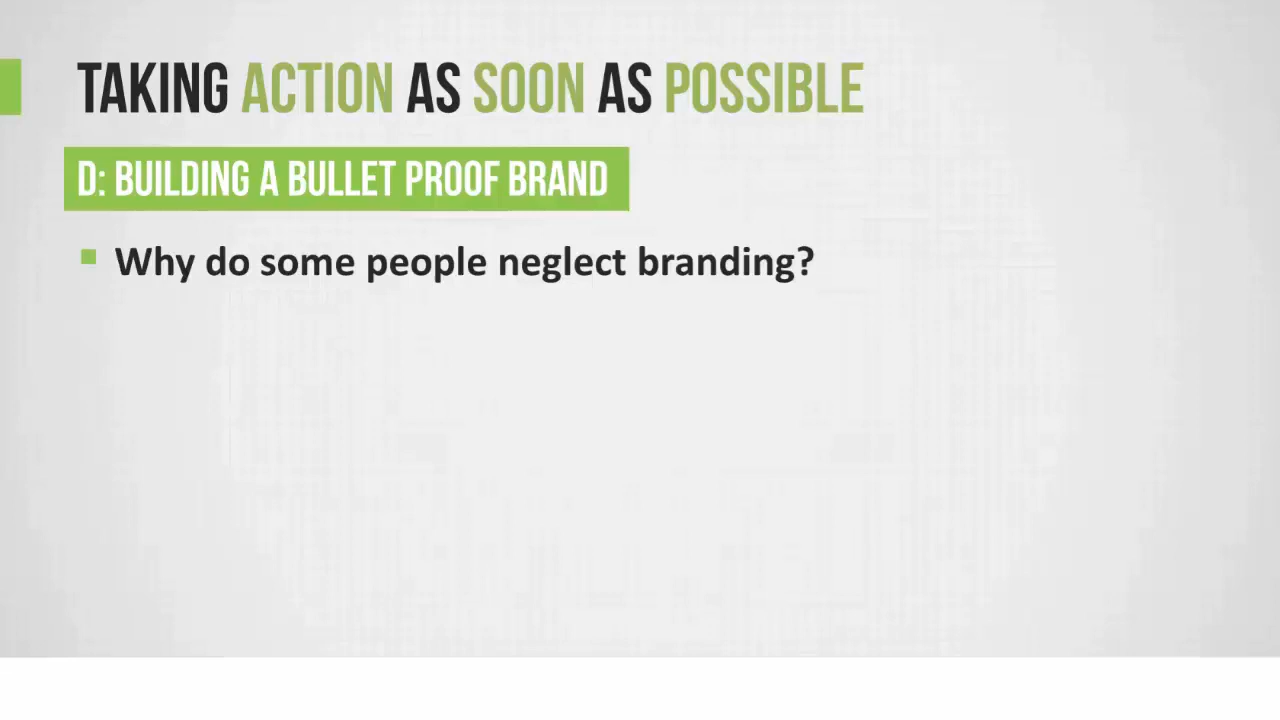 TAKING ACTION AS SOON AS POSSIBLE
D: BUILDING A BULLET PROOF BRAND
Why do some people neglect branding?